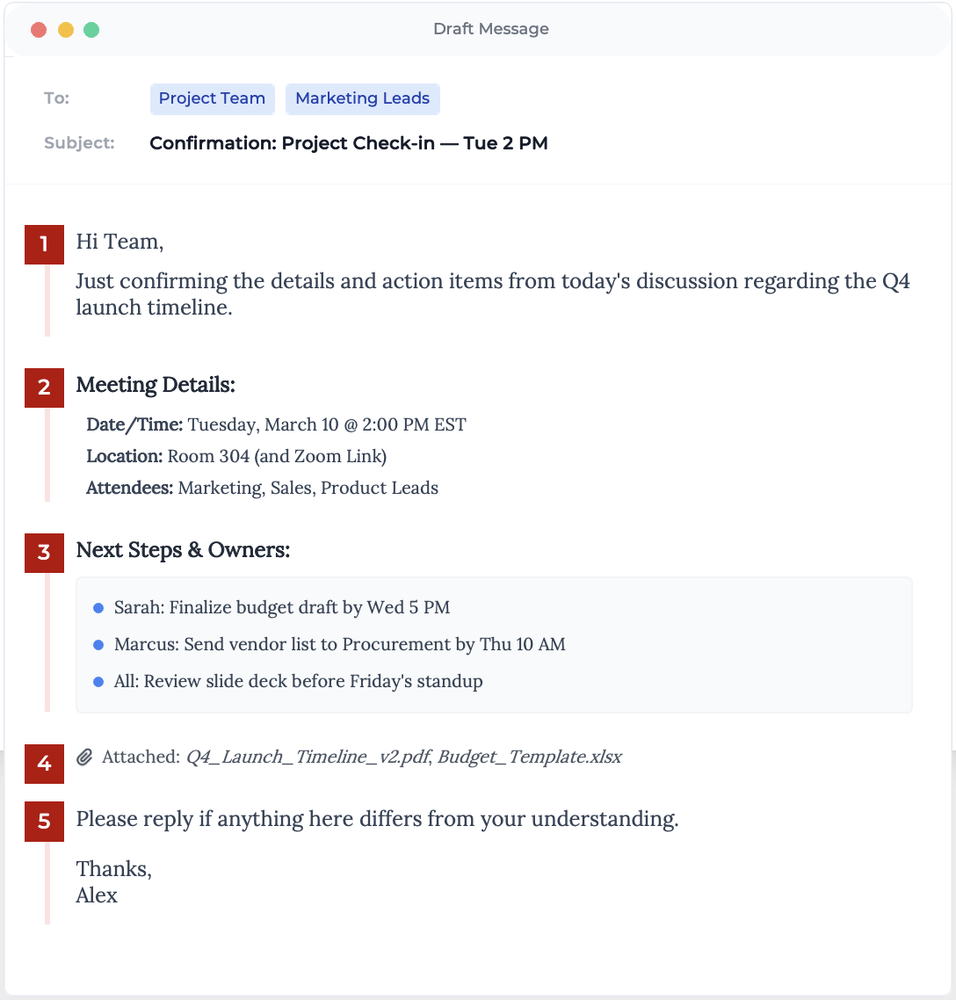 Draft Message
To: Project Team Marketing Leads
Subject: Confirmation: Project Check-in — Tue 2 PM
1 Hi Team,
Just confirming the details and action items from today's discussion regarding the Q4
launch timeline.
2 Meeting Details:
Date/Time: Tuesday, March 10 @ 2:00 PM EST
Location: Room 304 (and Zoom Link)
Attendees: Marketing, Sales, Product Leads
3 Next Steps & Owners:
Sarah: Finalize budget draft by Wed 5 PM
Marcus: Send vendor list to Procurement by Thu 10 AM
All: Review slide deck before Friday's standup
4 Attached: Q4_Launch_Timeline_v2.pdf, Budget_Template.xlsx
5 Please reply if anything here differs from your understanding.
Thanks,
Alex